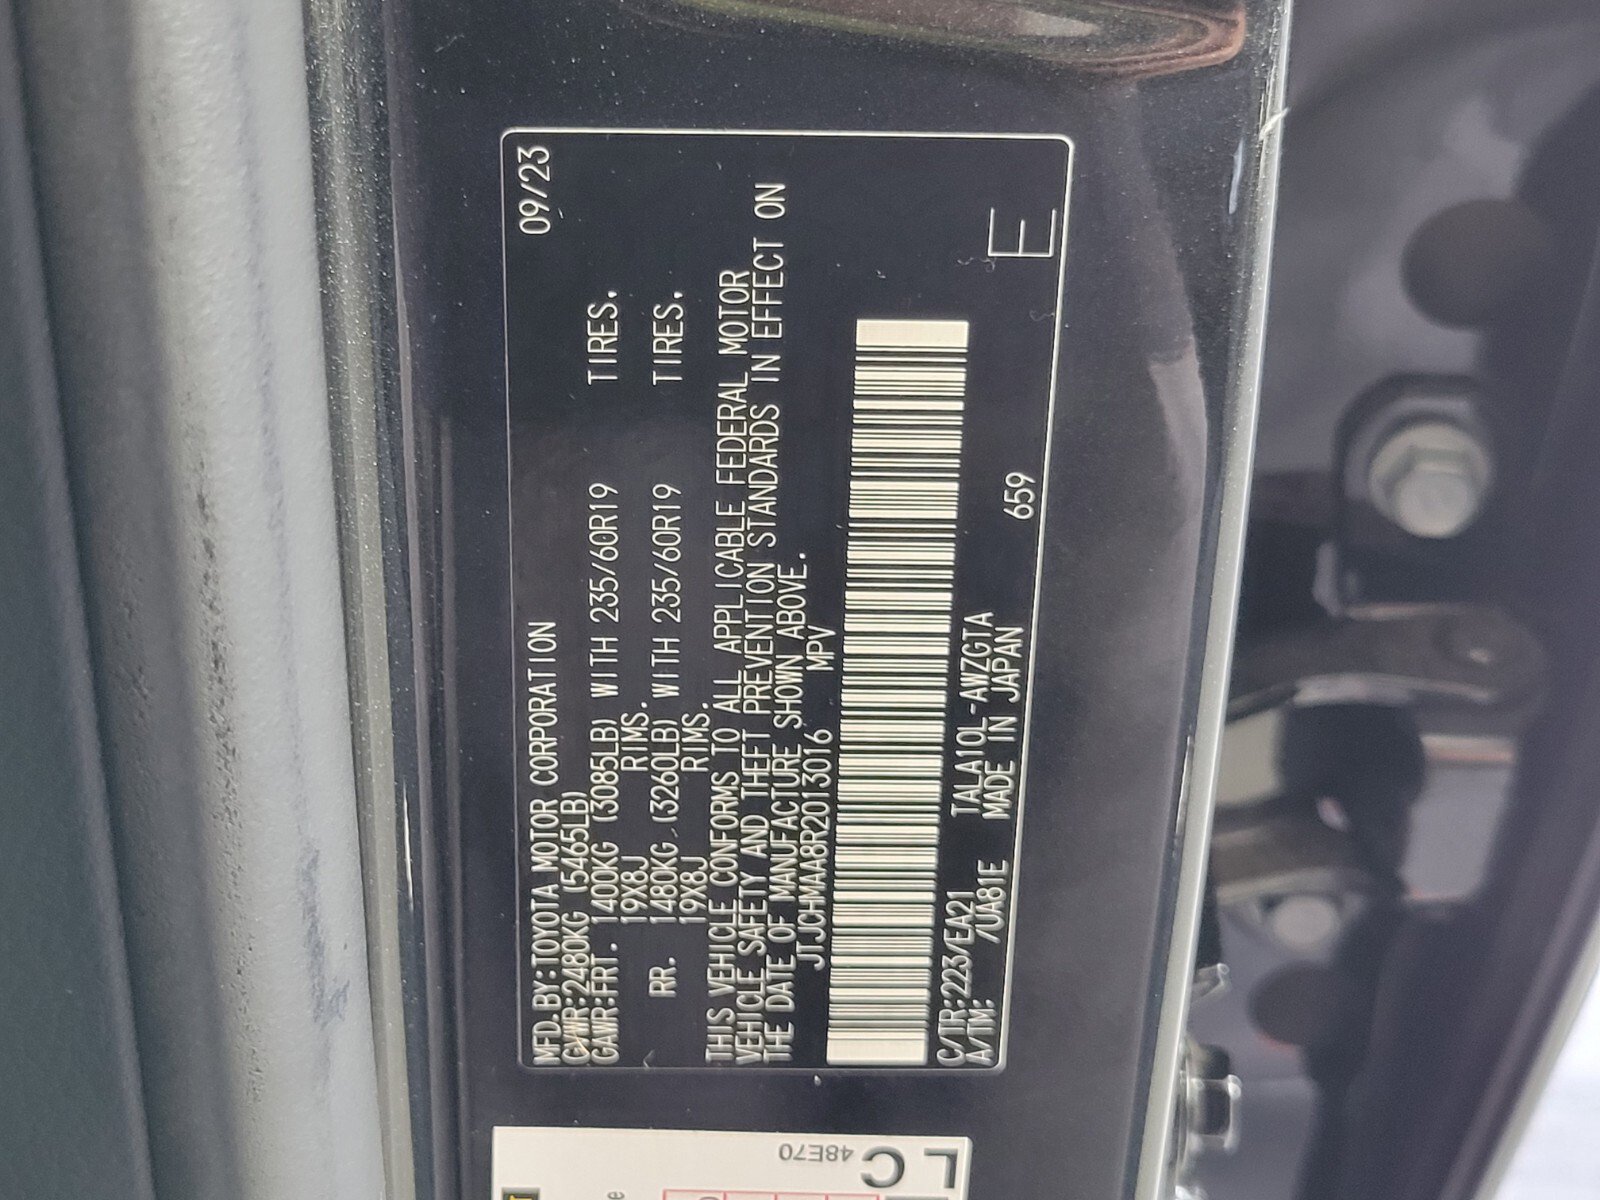 09/23
MFD.BY:TOYOTA MOTOR CORPORATION
GVWR:2480KG (5465LB)
GAWR:FRT. 1400KG (3085LB) WITH 235/60R19 TIRES.
19X8J RIMS.
RR. 1480KG (3260LB) WITH 235/60R19 TIRES.
19X8J RIMS.
THIS VEHICLE CONFORMS TO ALL APPLICABLE FEDERAL MOTOR
VEHICLE SAFETY AND THEFT PREVENTION STANDARDS IN EFFECT ON
THE DATE OF MANUFACTURE SHOWN ABOVE.
JTJCHMAA8R2013016 MPV
C/TR:223/EA21 TALA10L-AWZGTA
A/TM: /UA81E MADE IN JAPAN 659
E
48E70
LC